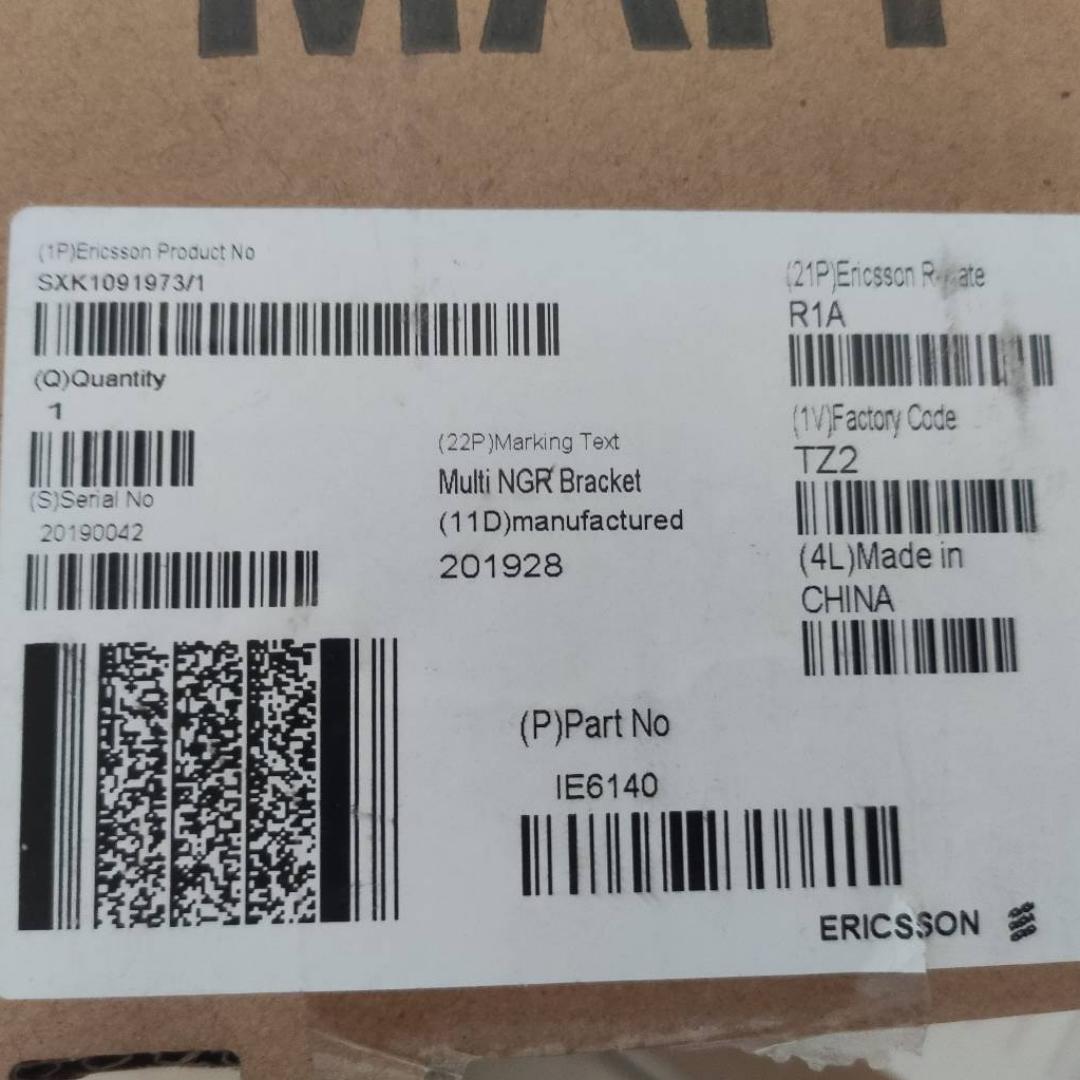 (1P)Ericsson Product No
SXK1091973/1
(Q)Quantity
1
(S)Serial No
20190042
(22P)Marking Text
Multi NGR Bracket
(11D)manufactured
201928
(21P)Ericsson
R1A
(1V)Factory Code
TZ2
(4L)Made in
CHINA
(P)Part No
IE6140
ERICSSON